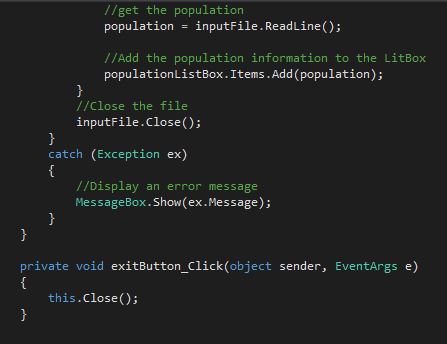 //get the population
population = inputFile.ReadLine();
//Add the population information to the LitBox
populationListBox.Items.Add(population);
}
//Close the file
inputFile.Close();
}
catch (Exception ex)
{
//Display an error message
MessageBox.Show(ex.Message);
}
}
private void exitButton_Click(object sender, EventArgs e)
{
this.Close();
}